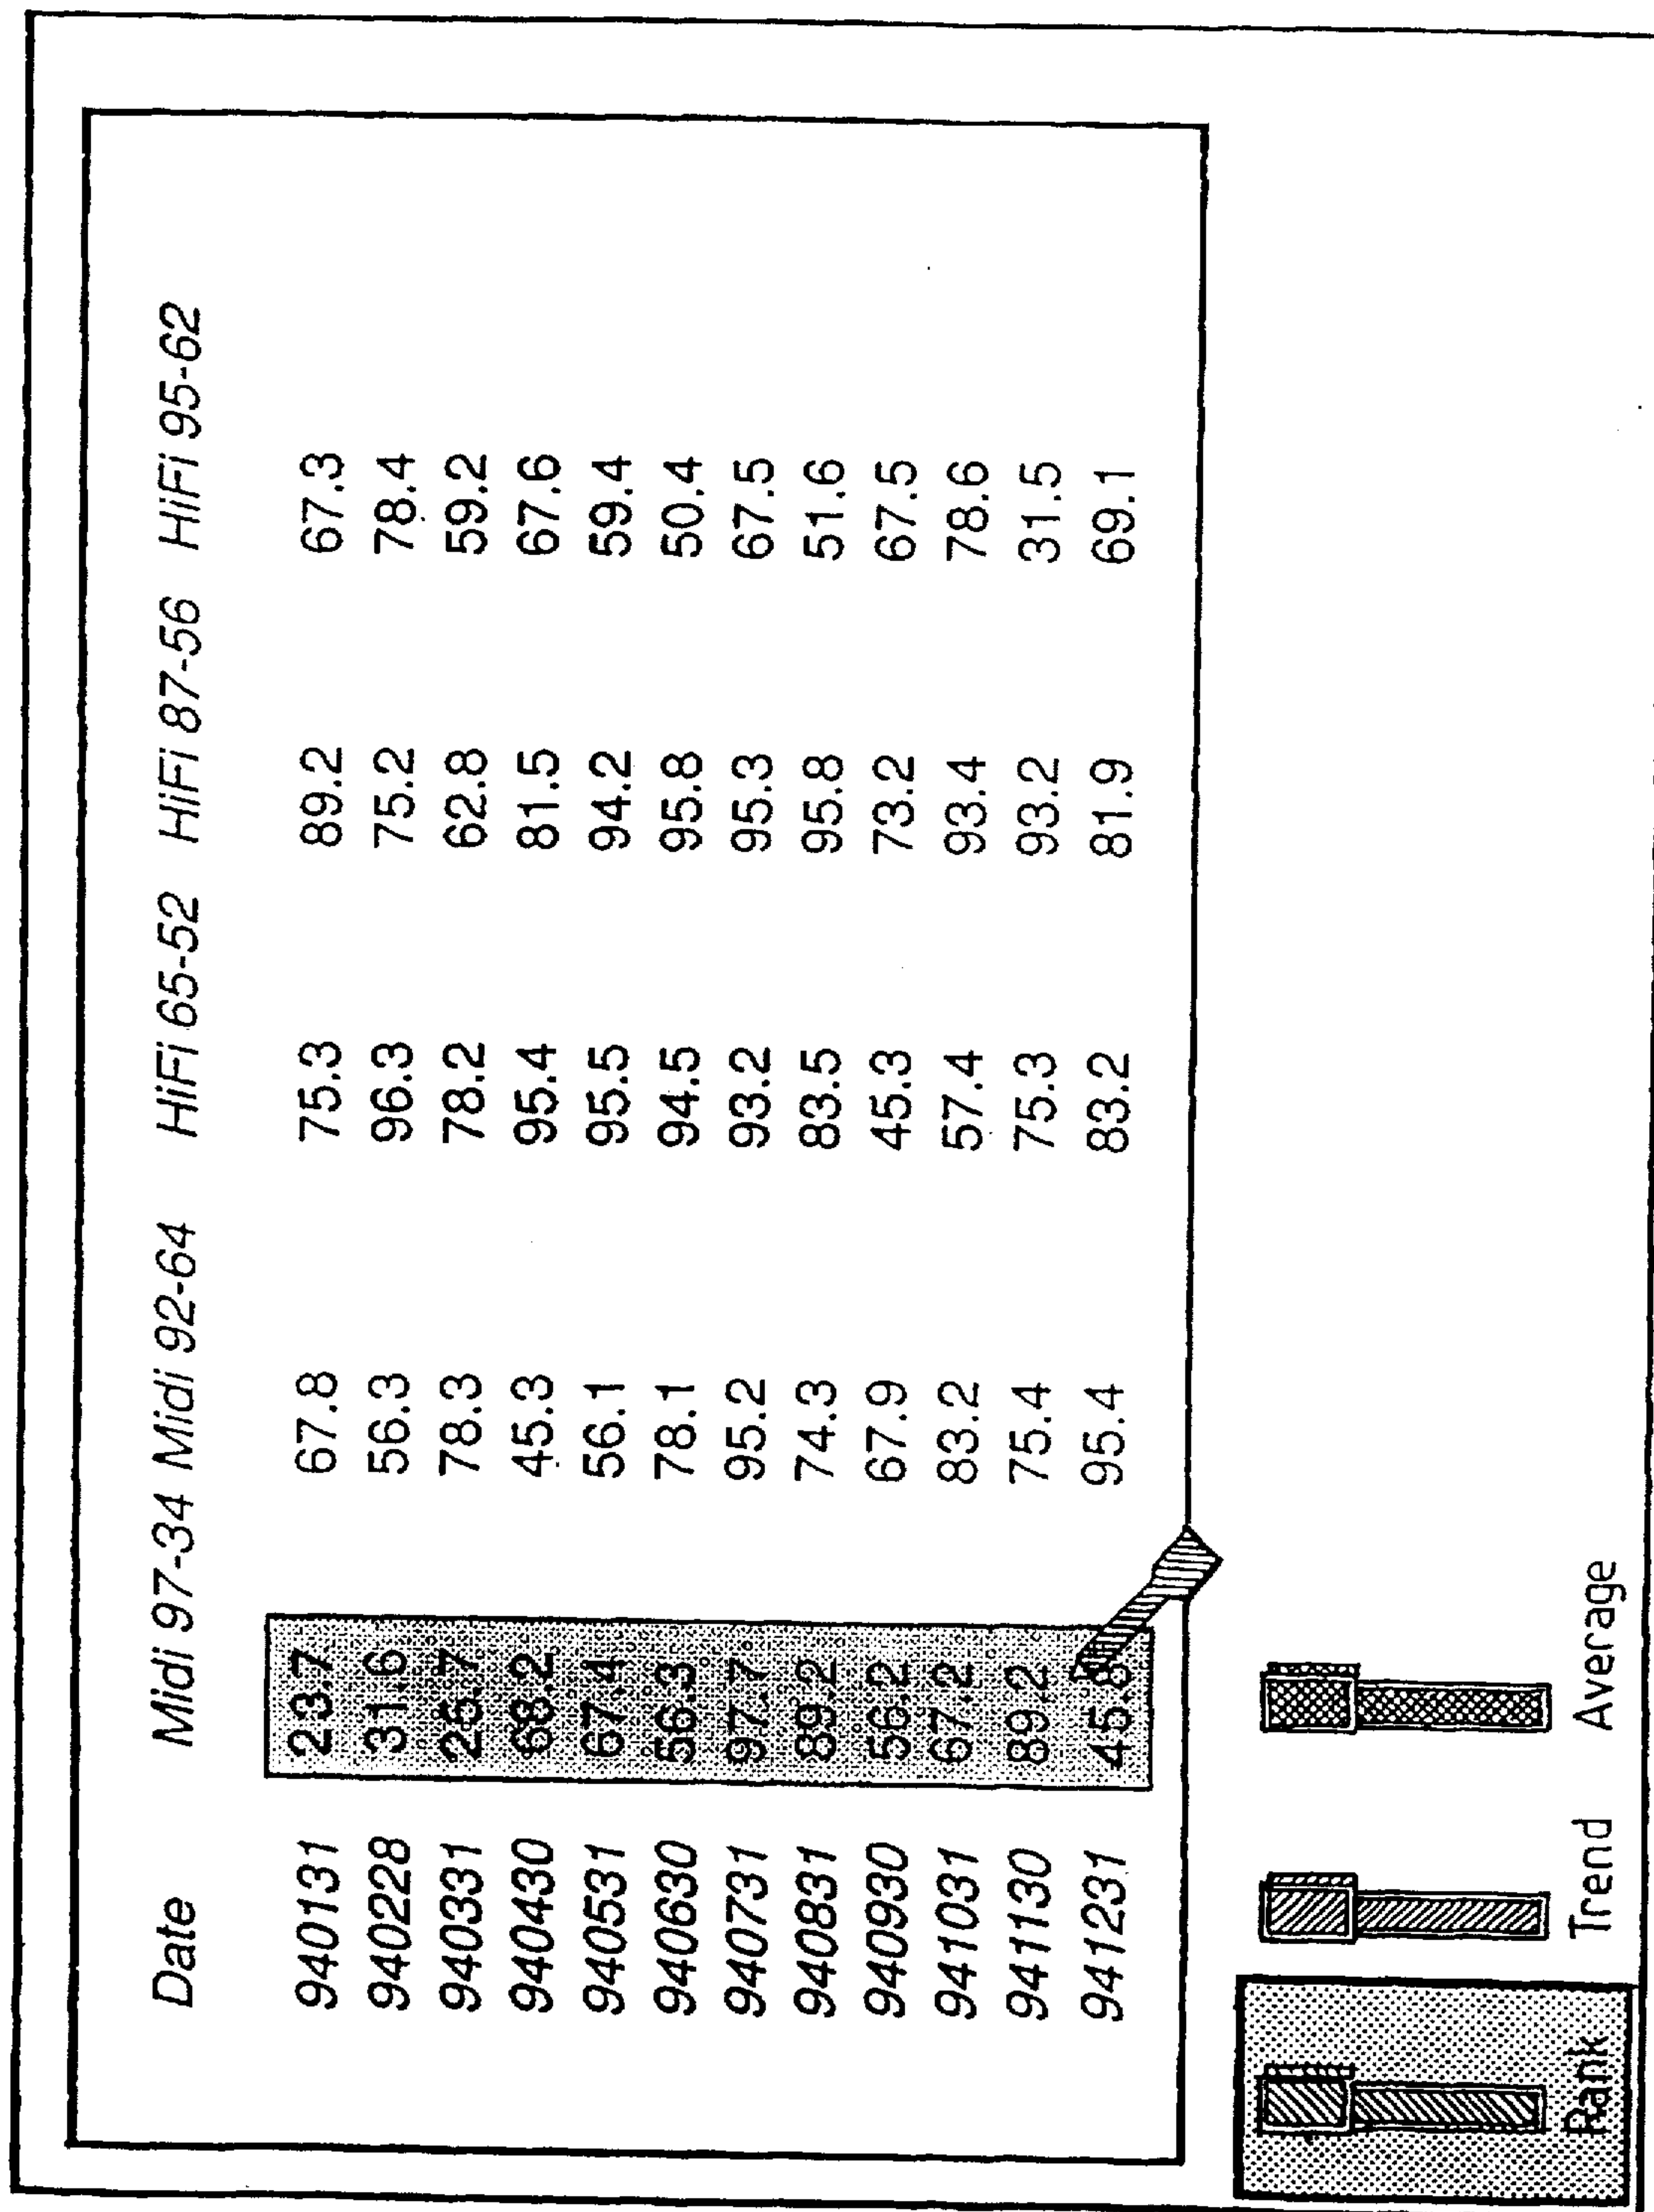 Date Midi 97-34 Midi 92-64 HiFi 65-52 HiFi 87-56 HiFi 95-62
940131 23.7 67.8 75.3 89.2 67.3
940228 31.6 56.3 96.3 75.2 78.4
940331 26.7 78.3 78.2 62.8 59.2
940430 68.2 45.3 95.4 81.5 67.6
940531 67.4 56.1 95.5 94.2 59.4
940630 56.3 78.1 94.5 95.8 50.4
940731 97.7 95.2 93.2 95.3 67.5
940831 89.2 74.3 83.5 95.8 51.6
940930 56.2 67.9 45.3 73.2 67.5
941031 67.2 83.2 57.4 93.4 78.6
941130 89.2 75.4 75.3 93.2 31.5
941231 45.8 95.4 83.2 81.9 69.1
Rank Trend Average